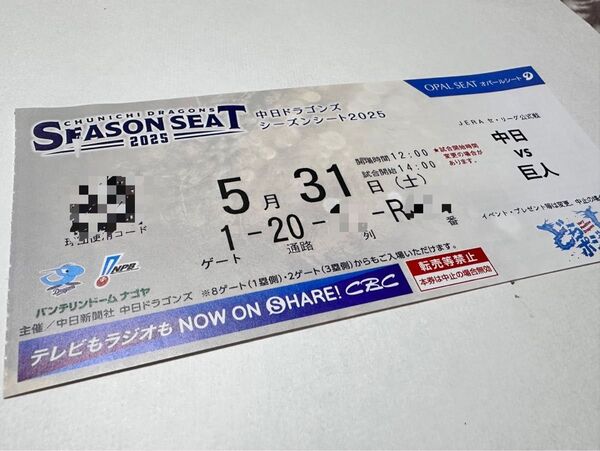 CHUNICHI DRAGONS
SEASON SEAT
2025
中日ドラゴンズ
シーズンシート2025
OPAL SEAT オパールシート
JERA セ・リーグ公式戦
中日
VS
巨人
開場時間 12:00
試合開始 14:00
★試合開始時間
変更の場合が
あります。
5月31日(土)
1-20-1 -R 番
ゲート 通路 列
イベント・プレゼント等は変更、中止の場
Dragons
NPB
バンテリンドーム ナゴヤ
※8ゲート(1塁側)・2ゲート(3塁側)からもご入場いただけます。
主催/中日新聞社 中日ドラゴンズ
転売等禁止
本券は中止の場合無効
テレビもラジオも NOW ON SHARE! CBC